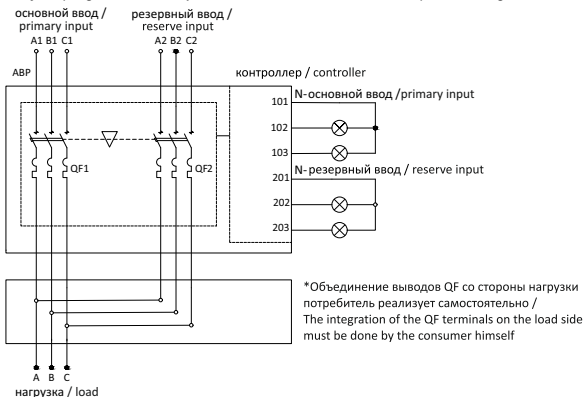 основной ввод /
primary input
A1 B1 C1
резервный ввод /
reserve input
A2 B2 C2
АВР
контроллер / controller
101 N-основной ввод /primary input
102
103
201 N-резервный ввод / reserve input
202
203
QF1
QF2
*Объединение выводов QF со стороны нагрузки
потребитель реализует самостоятельно /
The integration of the QF terminals on the load side
must be done by the consumer himself
A B C
нагрузка / load